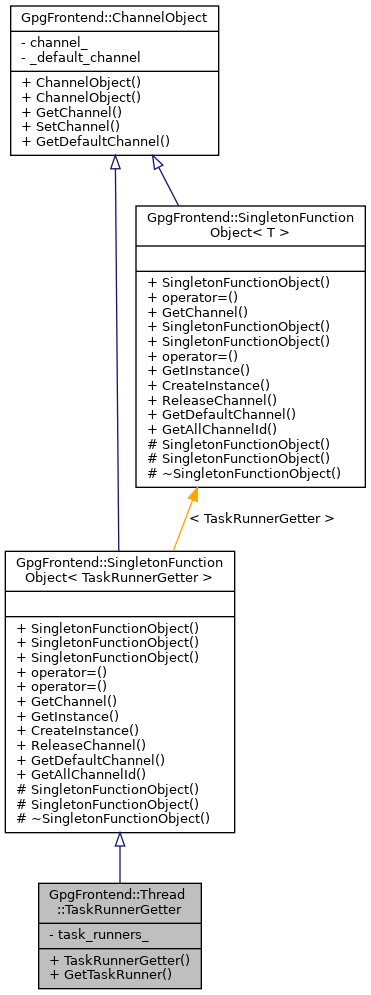 GpgFrontend::ChannelObject
- channel_
- _default_channel
+ ChannelObject()
+ ChannelObject()
+ GetChannel()
+ SetChannel()
+ GetDefaultChannel()
GpgFrontend::SingletonFunction
Object< T >
+ SingletonFunctionObject()
+ operator=()
+ GetChannel()
+ SingletonFunctionObject()
+ SingletonFunctionObject()
+ operator=()
+ GetInstance()
+ CreateInstance()
+ ReleaseChannel()
+ GetDefaultChannel()
+ GetAllChannelId()
# SingletonFunctionObject()
# SingletonFunctionObject()
# ~SingletonFunctionObject()
< TaskRunnerGetter >
GpgFrontend::SingletonFunction
Object< TaskRunnerGetter >
+ SingletonFunctionObject()
+ SingletonFunctionObject()
+ SingletonFunctionObject()
+ operator=()
+ operator=()
+ GetChannel()
+ GetInstance()
+ CreateInstance()
+ ReleaseChannel()
+ GetDefaultChannel()
+ GetAllChannelId()
# SingletonFunctionObject()
# SingletonFunctionObject()
# ~SingletonFunctionObject()
GpgFrontend::Thread
::TaskRunnerGetter
- task_runners_
+ TaskRunnerGetter()
+ GetTaskRunner()